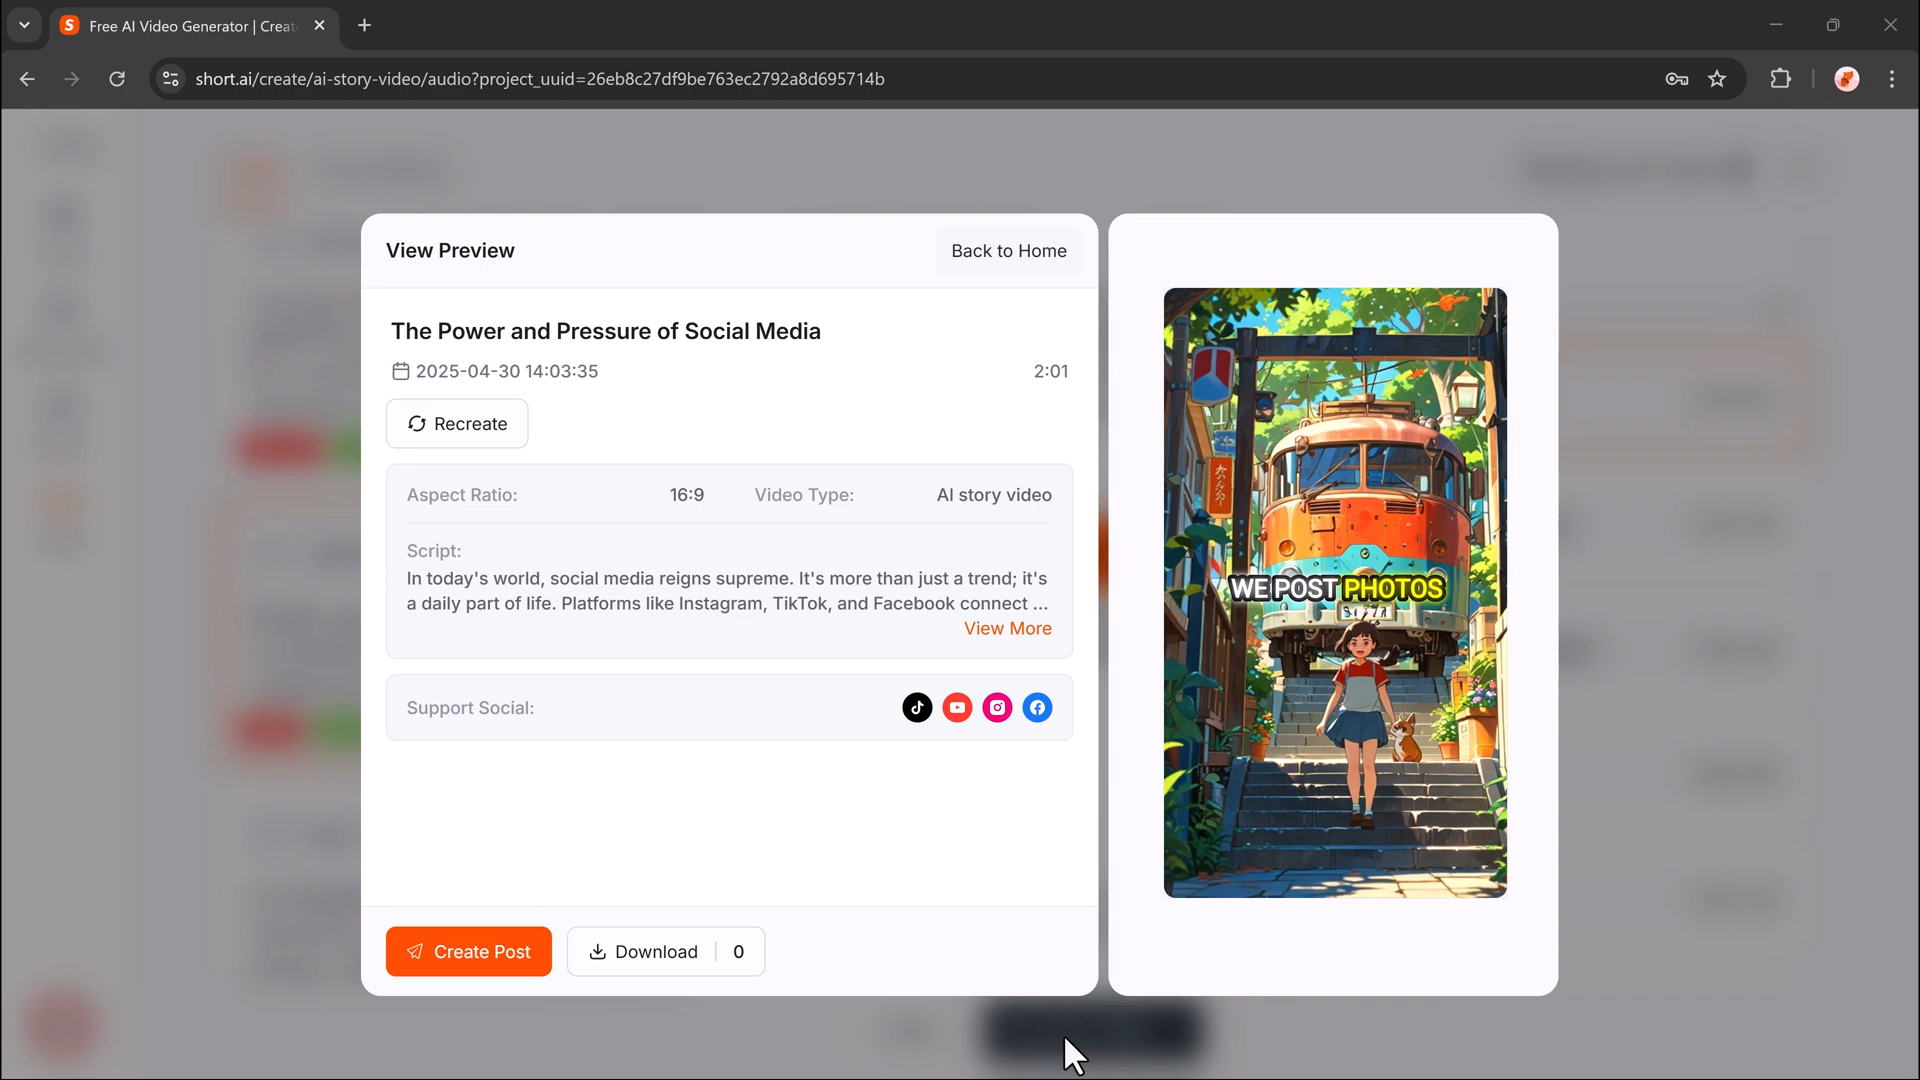 Free AI Video Generator | Creat
short.ai/create/ai-story-video/audio?project_uuid=26eb8c27df9be763ec2792a8d695714b
View Preview
Back to Home
The Power and Pressure of Social Media
2025-04-30 14:03:35
2:01
Recreate
Aspect Ratio: 16:9 Video Type: AI story video
Script:
In today's world, social media reigns supreme. It's more than just a trend; it's
a daily part of life. Platforms like Instagram, TikTok, and Facebook connect ...
View More
Support Social:
Create Post
Download 0
WE POST PHOTOS